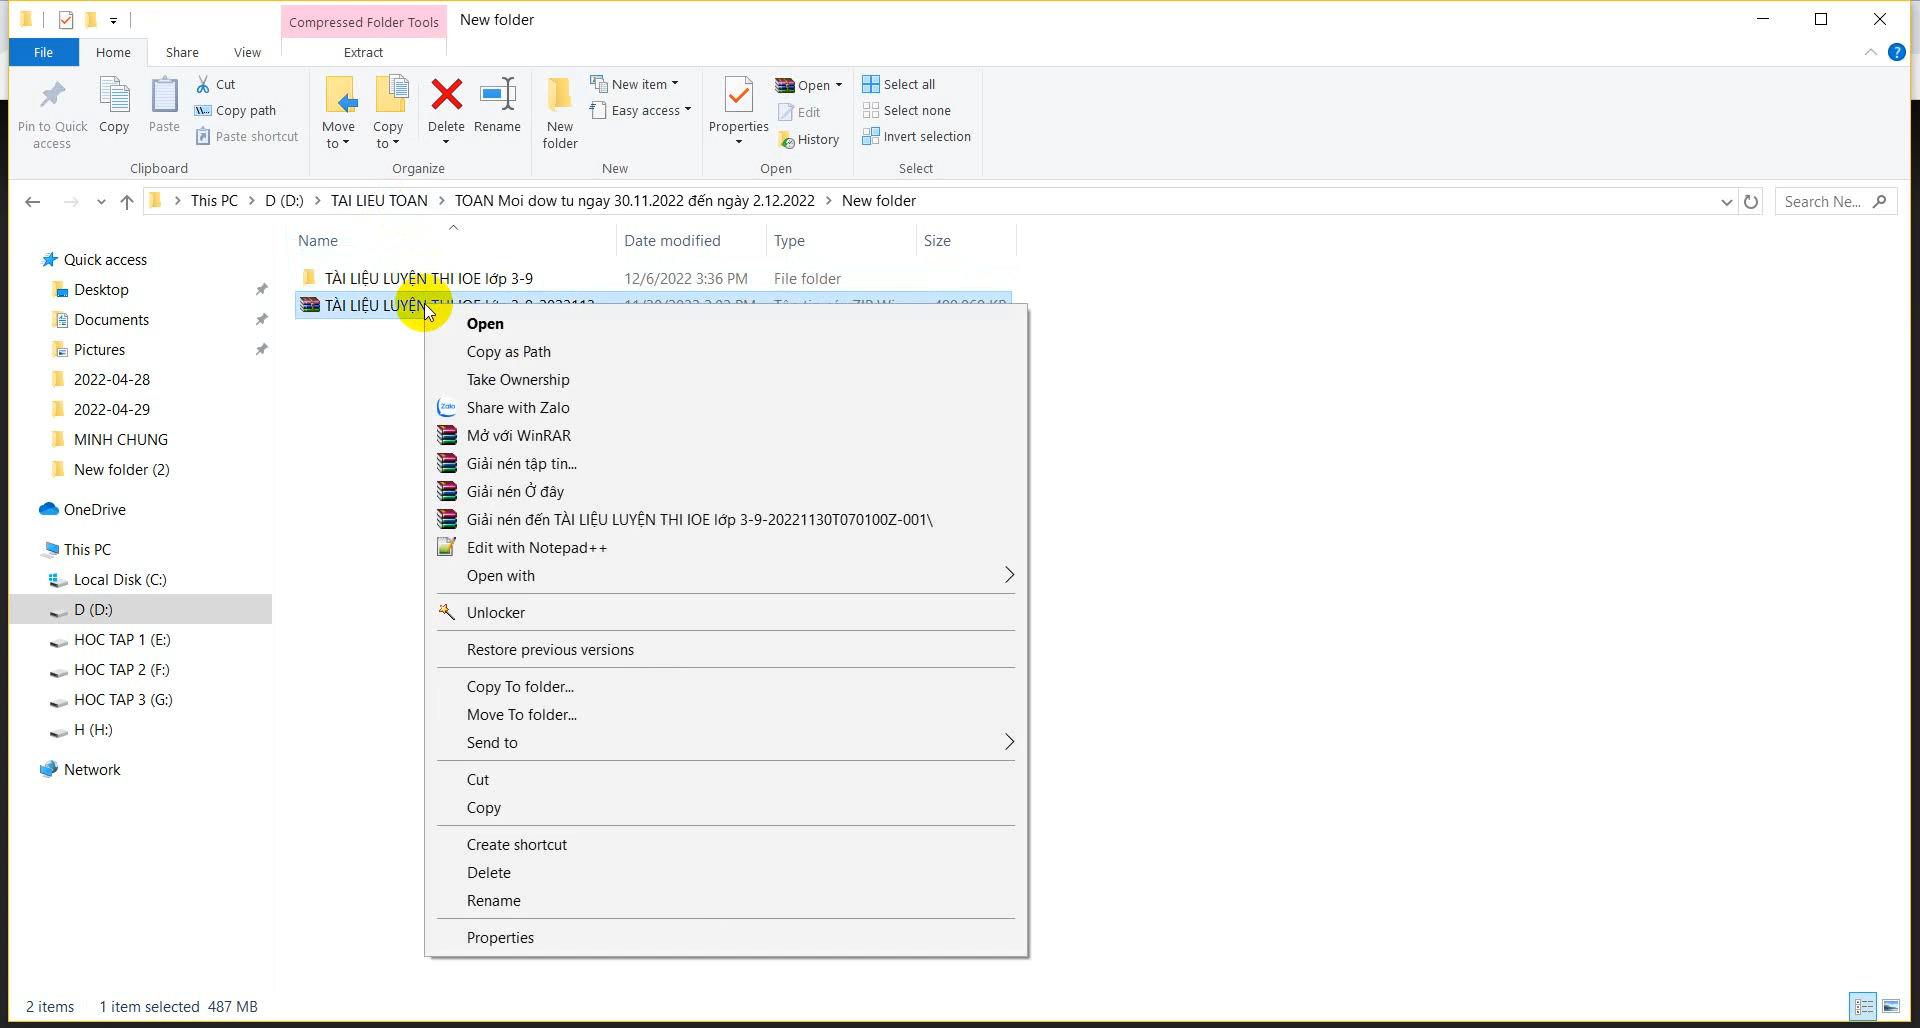 Compressed Folder Tools
New folder
File
Home
Share
View
Extract
Pin to Quick access
Copy
Paste
Cut
Copy path
Paste shortcut
Clipboard
Move to
Copy to
Delete
Rename
Organize
New folder
New item
Easy access
New
Properties
Open
Edit
History
Open
Select all
Select none
Invert selection
Select
This PC > D (D:) > TAI LIEU TOAN > TOAN Moi dow tu ngay 30.11.2022 đến ngày 2.12.2022 > New folder
Search Ne...
Name
Date modified
Type
Size
TÀI LIỆU LUYỆN THI IOE lớp 3-9
12/6/2022 3:36 PM
File folder
TÀI LIỆU LUYỆN
Quick access
Desktop
Documents
Pictures
2022-04-28
2022-04-29
MINH CHUNG
New folder (2)
OneDrive
This PC
Local Disk (C:)
D (D:)
HOC TAP 1 (E:)
HOC TAP 2 (F:)
HOC TAP 3 (G:)
H (H:)
Network
Open
Copy as Path
Take Ownership
Zalo
Share with Zalo
Mở với WinRAR
Giải nén tập tin...
Giải nén Ở đây
Giải nén đến TÀI LIỆU LUYỆN THI IOE lớp 3-9-20221130T070100Z-001\
Edit with Notepad++
Open with
Unlocker
Restore previous versions
Copy To folder...
Move To folder...
Send to
Cut
Copy
Create shortcut
Delete
Rename
Properties
2 items
1 item selected 487 MB